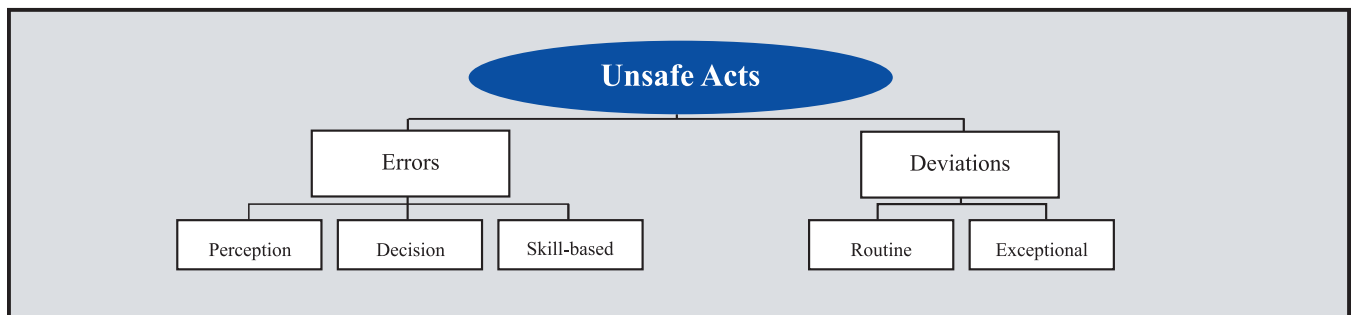 Unsafe Acts
Errors
Deviations
Perception
Decision
Skill-based
Routine
Exceptional